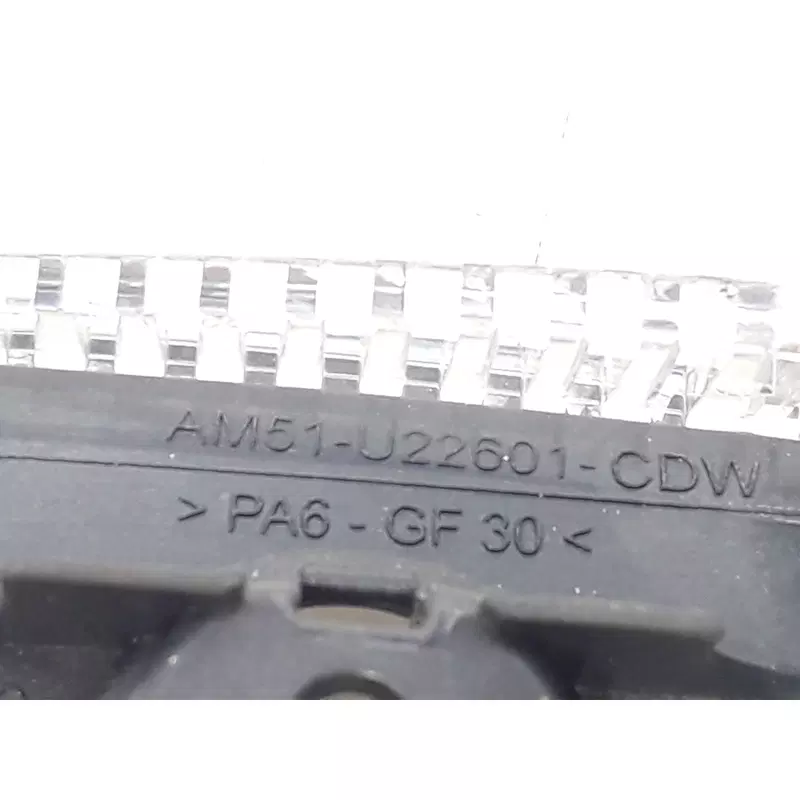 AM51-U22601-CDW
> PA6 - GF 30 <